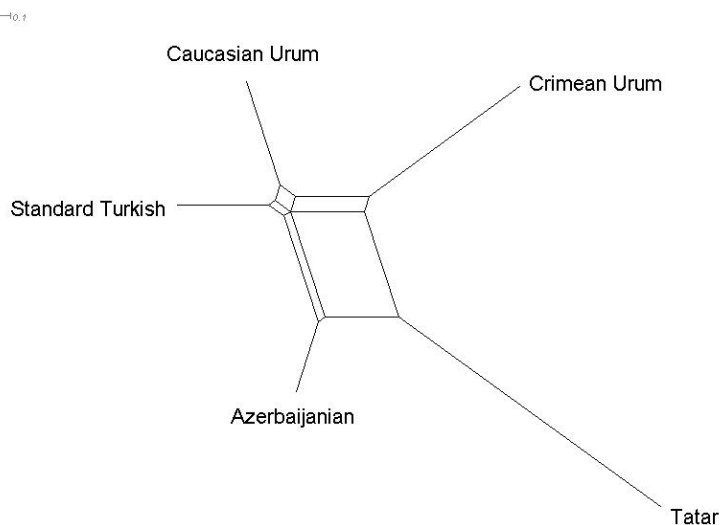 0.1
Caucasian Urum
Crimean Urum
Standard Turkish
Azerbaijanian
Tatar